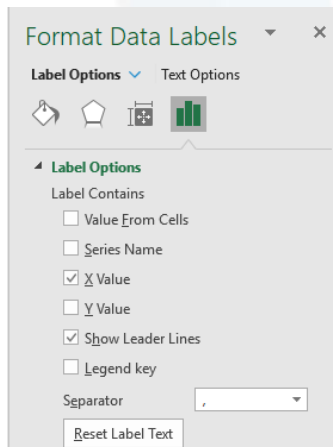 Format Data Labels
Label Options Text Options
Label Options
Label Contains
Value From Cells
Series Name
X Value
Y Value
Show Leader Lines
Legend key
Separator ,
Reset Label Text